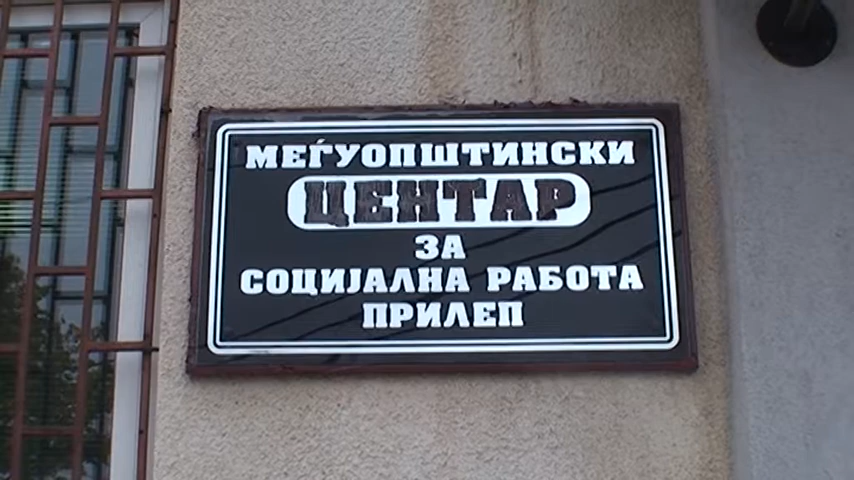 МЕЃУОПШТИНСКИ
ЦЕНТАР
ЗА
СОЦИЈАЛНА РАБОТА
ПРИЛЕП